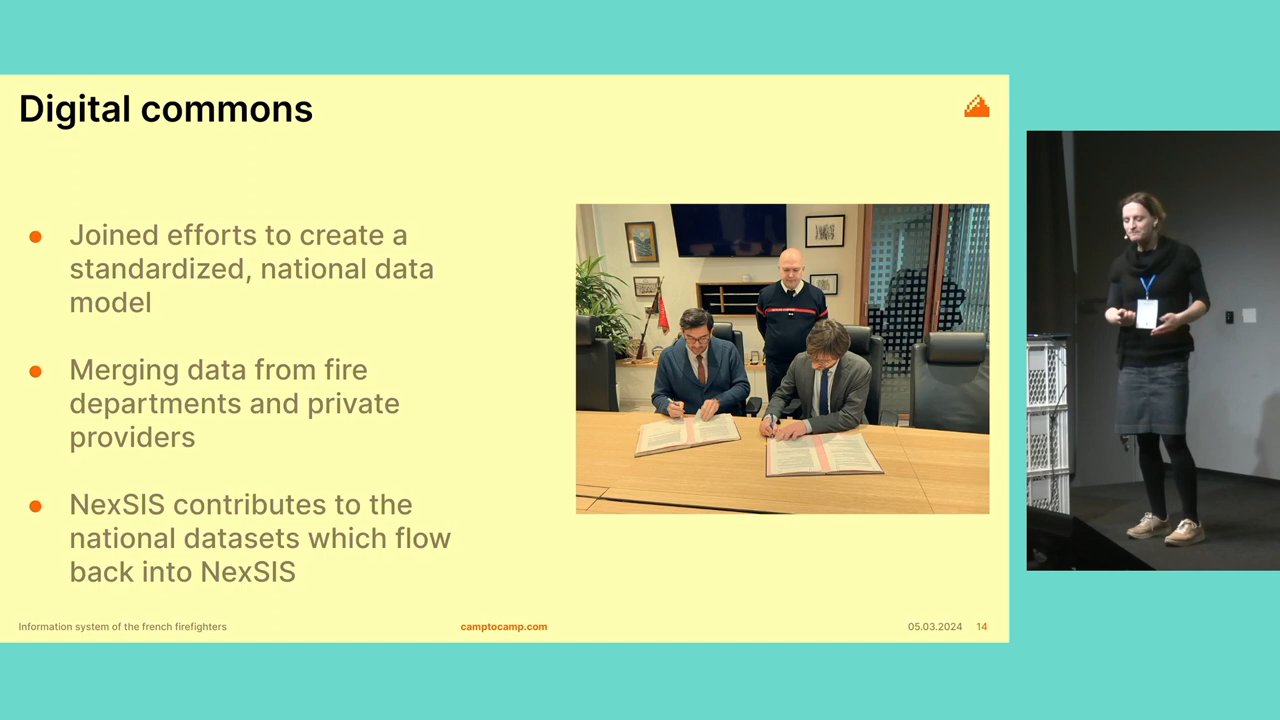 Digital commons
Joined efforts to create a
standardized, national data
model
Merging data from fire
departments and private
providers
NexSIS contributes to the
national datasets which flow
back into NexSIS
Information system of the french firefighters
camptocamp.com
05.03.2024
14